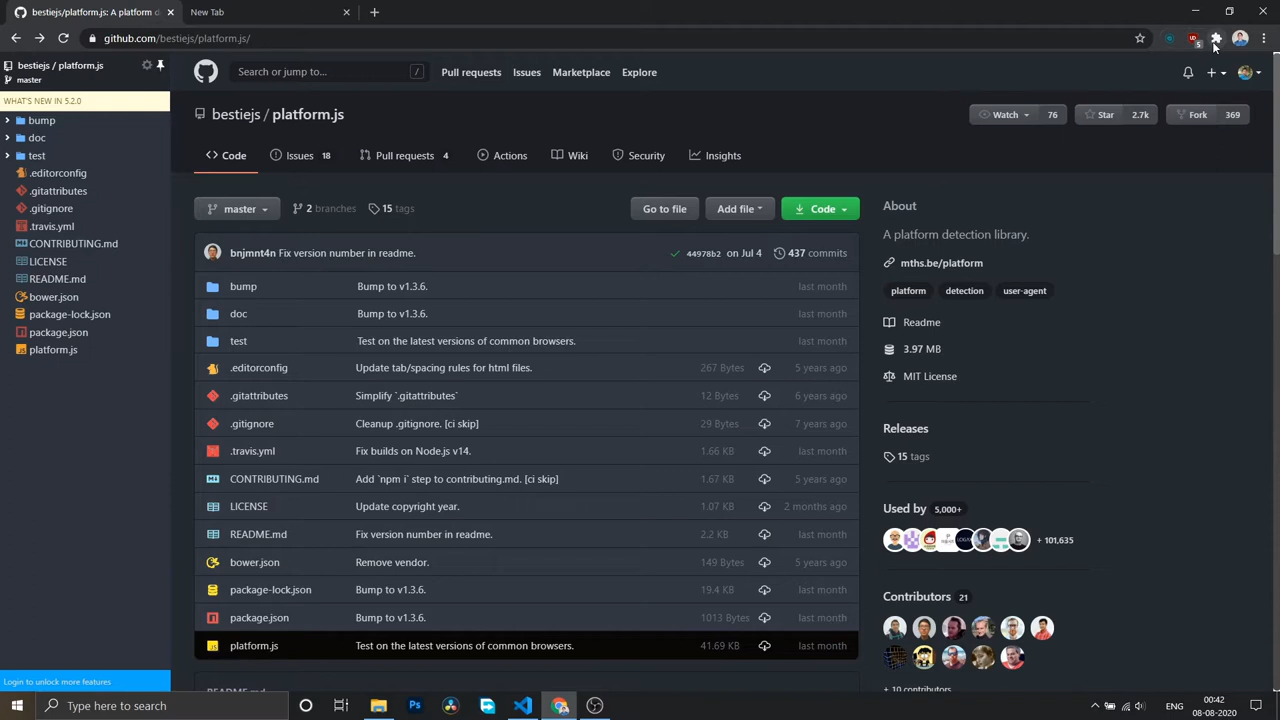 bestiejs/platform.js: A platform d
New Tab
github.com/bestiejs/platform.js/
bestiejs / platform.js
master
WHAT'S NEW IN 5.2.0
bump
doc
test
.editorconfig
.gitattributes
.gitignore
.travis.yml
CONTRIBUTING.md
LICENSE
README.md
bower.json
package-lock.json
package.json
platform.js
Login to unlock more features
Search or jump to... /
Pull requests Issues Marketplace Explore
bestiejs / platform.js
Watch 76 Star 2.7k Fork 369
Code Issues 18 Pull requests 4 Actions Wiki Security Insights
master 2 branches 15 tags Go to file Add file Code
bnjmnt4n Fix version number in readme. 44978b2 on Jul 4 437 commits
bump Bump to v1.3.6. last month
doc Bump to v1.3.6. last month
test Test on the latest versions of common browsers. last month
.editorconfig Update tab/spacing rules for html files. 267 Bytes 5 years ago
.gitattributes Simplify `.gitattributes` 12 Bytes 6 years ago
.gitignore Cleanup .gitignore. [ci skip] 29 Bytes 7 years ago
.travis.yml Fix builds on Node.js v14. 1.66 KB last month
CONTRIBUTING.md Add `npm i` step to contributing.md. [ci skip] 1.67 KB last month
LICENSE Update copyright year. 1.07 KB 2 months ago
README.md Fix version number in readme. 2.2 KB last month
bower.json Remove vendor. 149 Bytes 5 years ago
package-lock.json Bump to v1.3.6. 19.4 KB last month
package.json Bump to v1.3.6. 1013 Bytes last month
platform.js Test on the latest versions of common browsers. 41.69 KB last month
README.md
About
A platform detection library.
mths.be/platform
platform detection user-agent
Readme
3.97 MB
MIT License
Releases
15 tags
Used by 5,000+
+ 101,635
Contributors 21
+ 10 contributors
Type here to search
ENG
00:42
08-08-2020